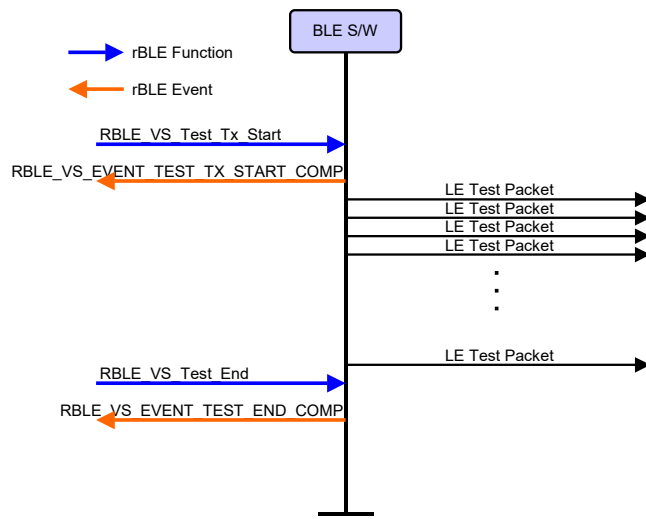 BLE S/W
rBLE Function
rBLE Event
RBLE_VS_Test_Tx_Start
RBLE_VS_EVENT_TEST_TX_START_COMP
LE Test Packet
LE Test Packet
LE Test Packet
LE Test Packet
LE Test Packet
RBLE_VS_Test_End
RBLE_VS_EVENT_TEST_END_COMP